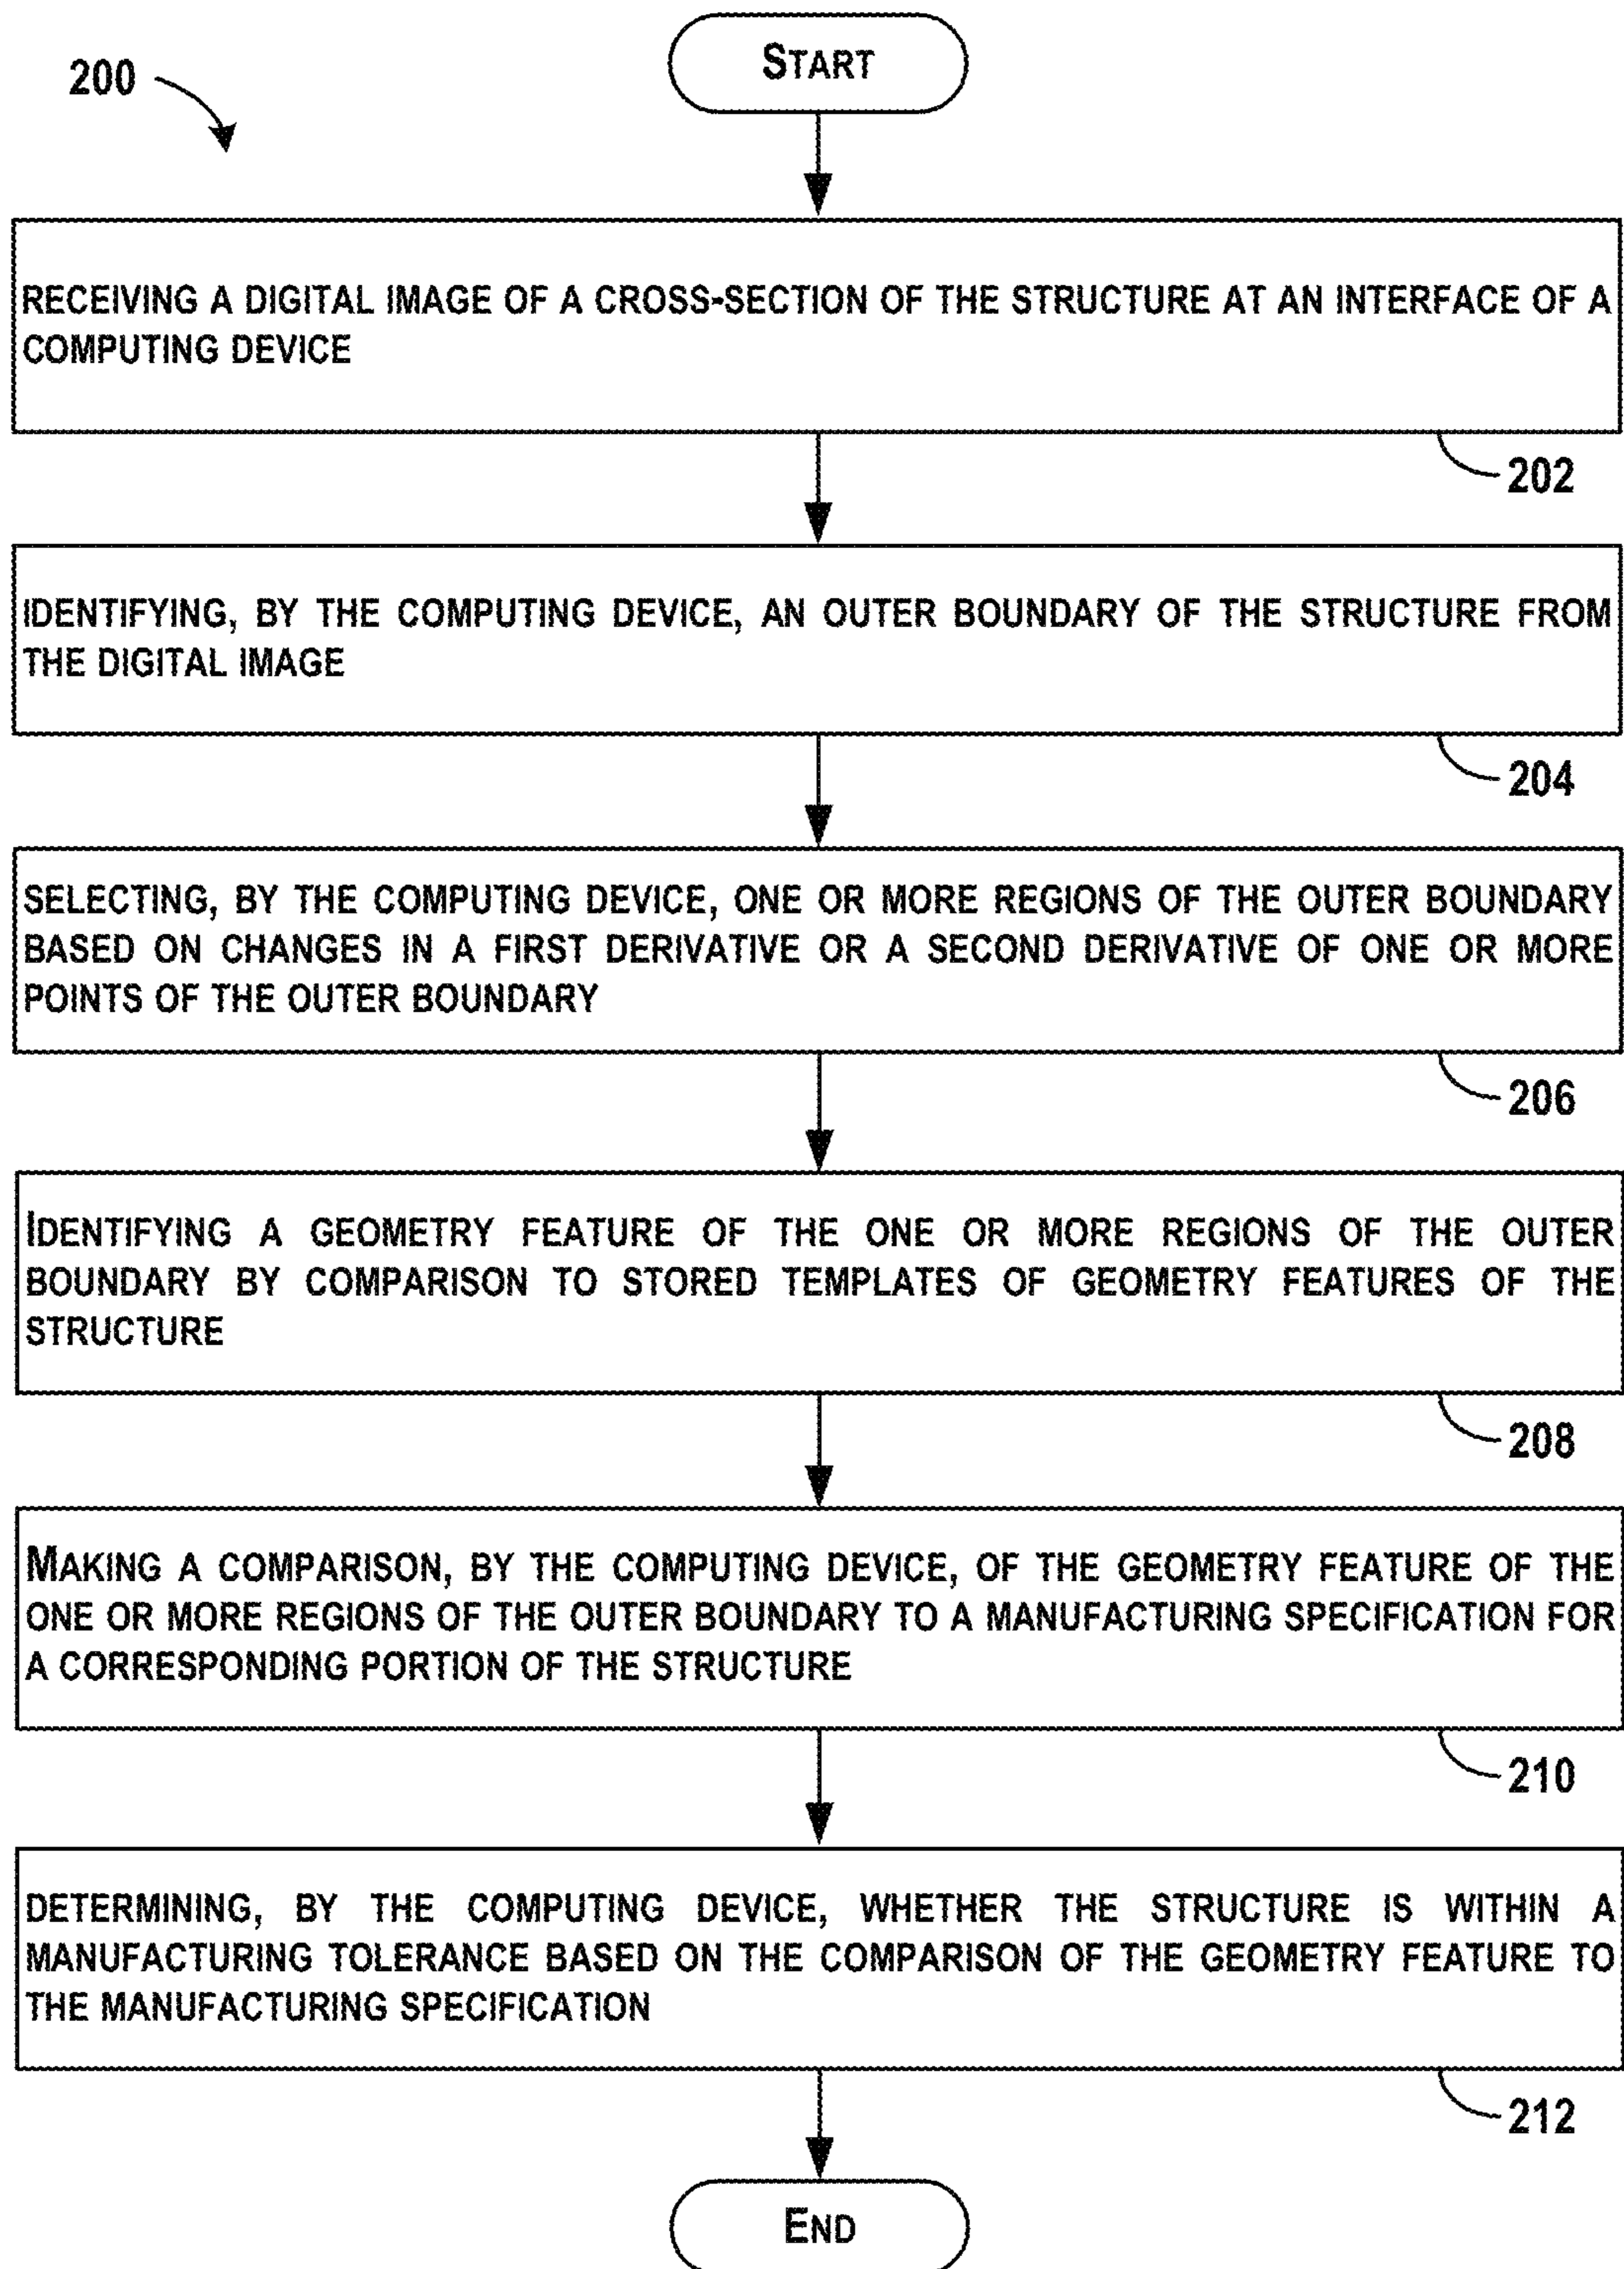 200
START
RECEIVING A DIGITAL IMAGE OF A CROSS-SECTION OF THE STRUCTURE AT AN INTERFACE OF A
COMPUTING DEVICE
202
IDENTIFYING, BY THE COMPUTING DEVICE, AN OUTER BOUNDARY OF THE STRUCTURE FROM
THE DIGITAL IMAGE
204
SELECTING, BY THE COMPUTING DEVICE, ONE OR MORE REGIONS OF THE OUTER BOUNDARY
BASED ON CHANGES IN A FIRST DERIVATIVE OR A SECOND DERIVATIVE OF ONE OR MORE
POINTS OF THE OUTER BOUNDARY
206
IDENTIFYING A GEOMETRY FEATURE OF THE ONE OR MORE REGIONS OF THE OUTER
BOUNDARY BY COMPARISON TO STORED TEMPLATES OF GEOMETRY FEATURES OF THE
STRUCTURE
208
MAKING A COMPARISON, BY THE COMPUTING DEVICE, OF THE GEOMETRY FEATURE OF THE
ONE OR MORE REGIONS OF THE OUTER BOUNDARY TO A MANUFACTURING SPECIFICATION FOR
A CORRESPONDING PORTION OF THE STRUCTURE
210
DETERMINING, BY THE COMPUTING DEVICE, WHETHER THE STRUCTURE IS WITHIN A
MANUFACTURING TOLERANCE BASED ON THE COMPARISON OF THE GEOMETRY FEATURE TO
THE MANUFACTURING SPECIFICATION
212
END